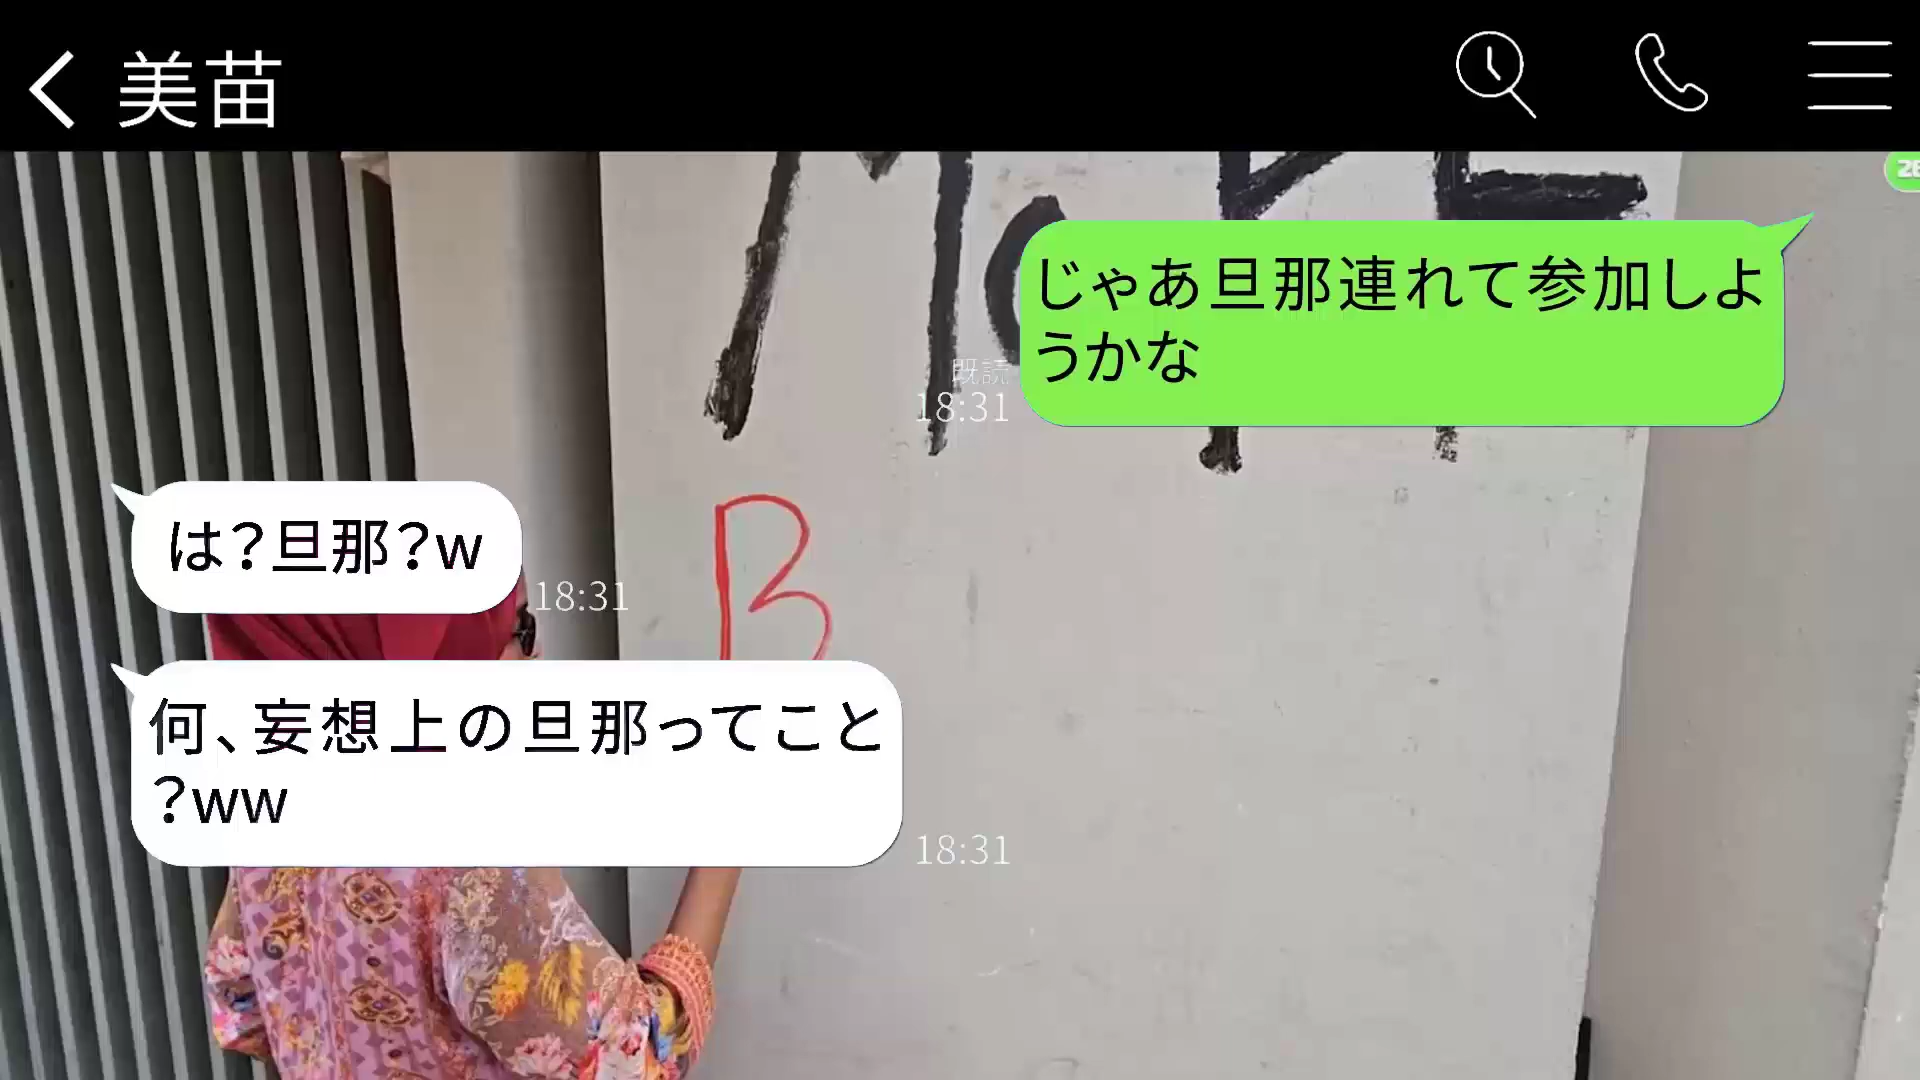 美苗
じゃあ旦那連れて参加しよ
うかな
既読
18:31
は？旦那？w
18:31
何、妄想上の旦那ってこと
？ww
18:31
B